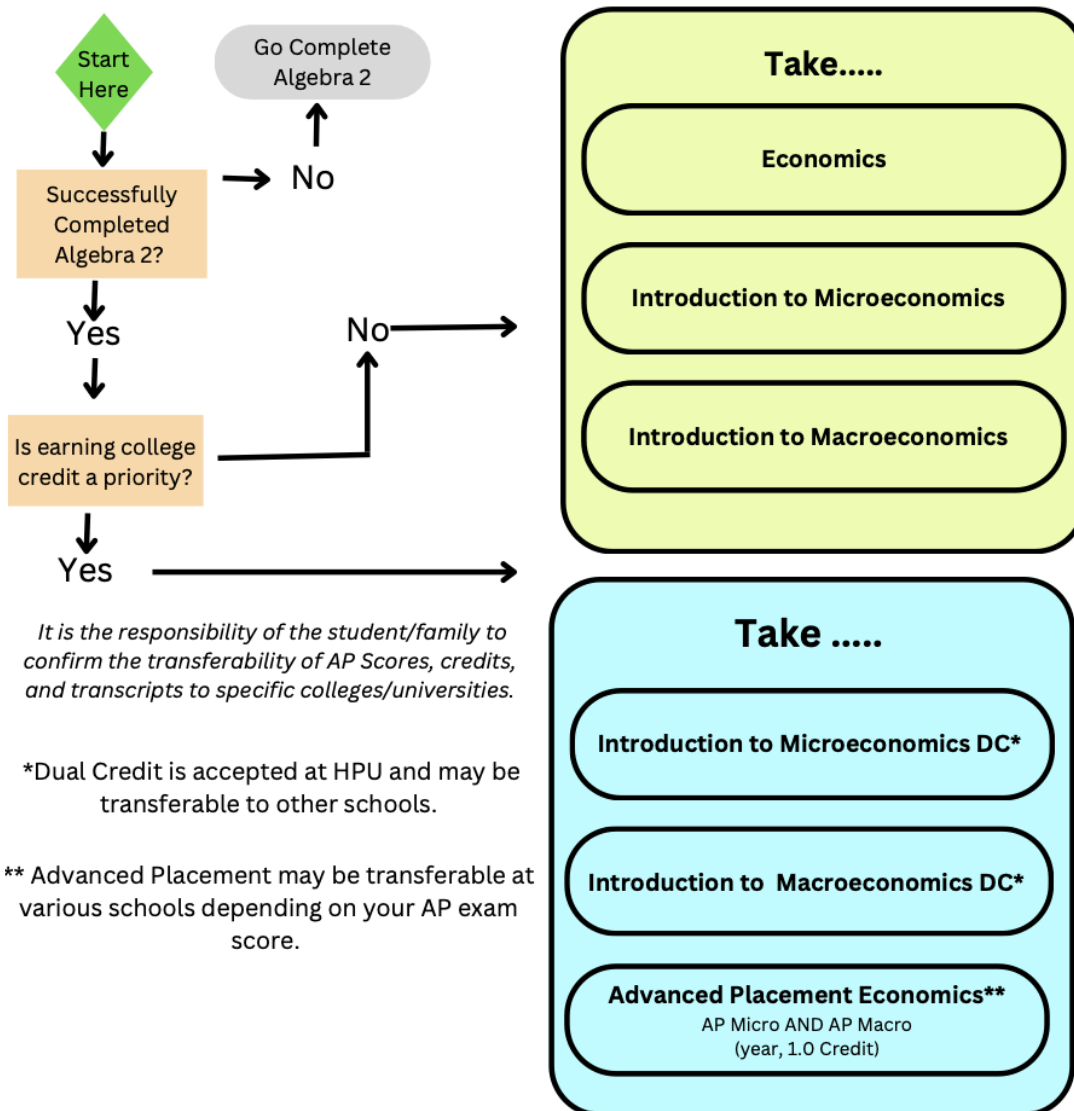 Start
Here
Go Complete
Algebra 2
No
Successfully
Completed
Algebra 2?
Yes
No
Is earning college
credit a priority?
Yes
It is the responsibility of the student/family to
confirm the transferability of AP Scores, credits,
and transcripts to specific colleges/universities.
*Dual Credit is accepted at HPU and may be
transferable to other schools.
** Advanced Placement may be transferable at
various schools depending on your AP exam
score.
Take.....
Economics
Introduction to Microeconomics
Introduction to Macroeconomics
Take .....
Introduction to Microeconomics DC*
Introduction to Macroeconomics DC*
Advanced Placement Economics**
AP Micro AND AP Macro
(year, 1.0 Credit)